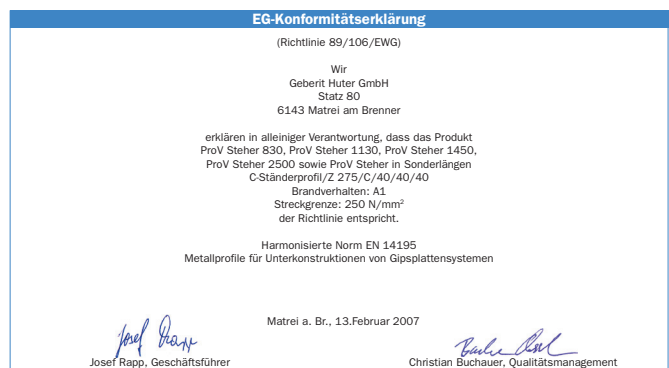 EG-Konformitätserklärung
(Richtlinie 89/106/EWG)
Wir
Geberit Huter GmbH
Statz 80
6143 Matrei am Brenner
erklären in alleiniger Verantwortung, dass das Produkt
ProV Steher 830, ProV Steher 1130, ProV Steher 1450,
ProV Steher 2500 sowie ProV Steher in Sonderlängen
C-Ständerprofil/Z 275/C/40/40/40
Brandverhalten: A1
Streckgrenze: 250 N/mm²
der Richtlinie entspricht.
Harmonisierte Norm EN 14195
Metallprofile für Unterkonstruktionen von Gipsplattensystemen
Matrei a. Br., 13.Februar 2007
Josef Rapp
Josef Rapp, Geschäftsführer
Christian Buchauer, Qualitätsmanagement